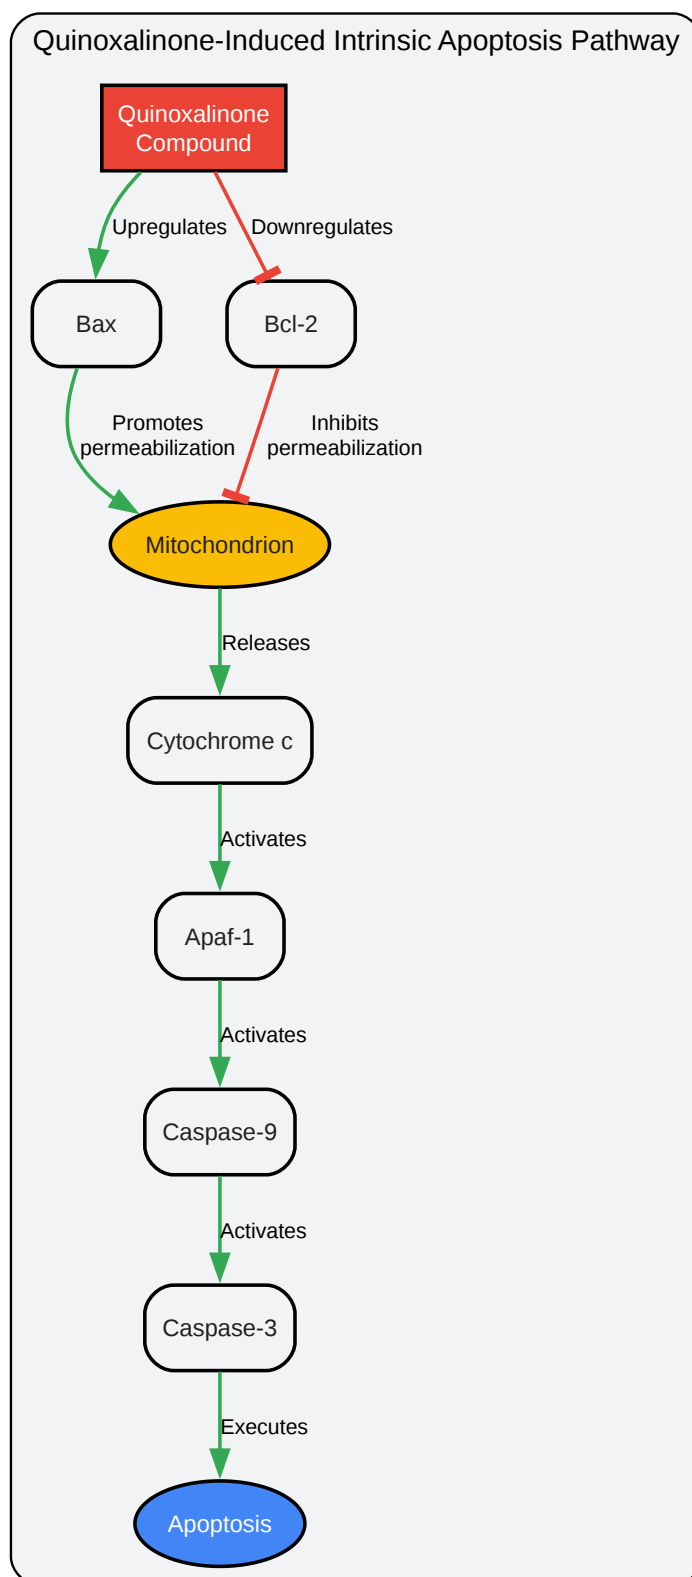 Quinoxalinone-Induced Intrinsic Apoptosis Pathway
Quinoxalinone
Compound
Upregulates
Downregulates
Bax
Bcl-2
Promotes
permeabilization
Inhibits
permeabilization
Mitochondrion
Releases
Cytochrome c
Activates
Apaf-1
Activates
Caspase-9
Activates
Caspase-3
Executes
Apoptosis